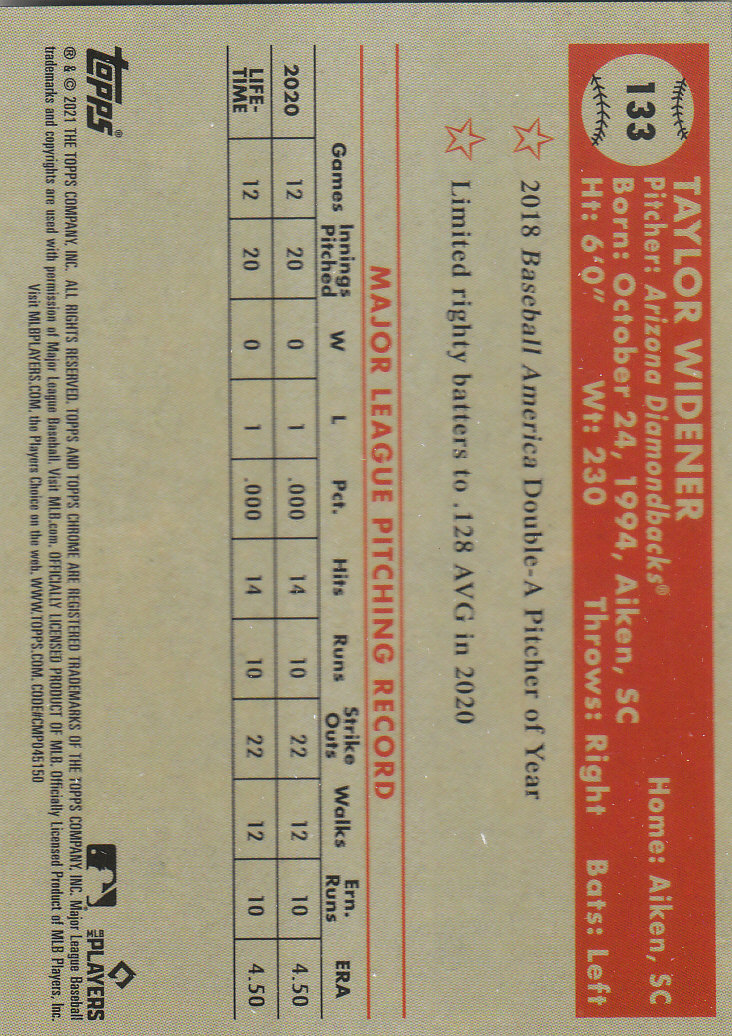 133
TAYLOR WIDENER
Pitcher: Arizona Diamondbacks® Home: Aiken, SC
Born: October 24, 1994, Aiken, SC
Ht: 6'0" Wt: 230 Throws: Right Bats: Left
2018 Baseball America Double-A Pitcher of Year
Limited righty batters to .128 AVG in 2020
MAJOR LEAGUE PITCHING RECORD
Games Innings Pitched W L Pct. Hits Runs Strike Outs Walks Ern. Runs ERA
2020 12 20 0 1 .000 14 10 22 12 10 4.50
LIFE-TIME 12 20 0 1 .000 14 10 22 12 10 4.50
topps®
MLB PLAYERS
® & © 2021 THE TOPPS COMPANY, INC. ALL RIGHTS RESERVED. TOPPS AND TOPPS CHROME ARE REGISTERED TRADEMARKS OF THE TOPPS COMPANY, INC. Major League Baseball
trademarks and copyrights are used with permission of Major League Baseball. Visit MLB.com. OFFICIALLY LICENSED PRODUCT OF MLB. Officially Licensed Product of MLB Players, Inc.
Visit MLBPLAYERS.COM, the Players Choice on the web. WWW.TOPPS.COM. CODE#CMP045150